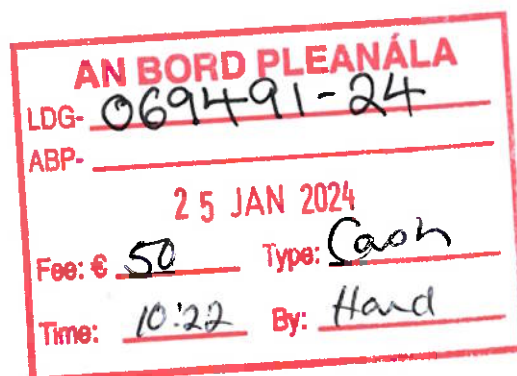 AN BORD PLEANÁLA
LDG- 069491-24
ABP-
25 JAN 2024
Fee: € 50 Type: Cash
Time: 10:22 By: Hand